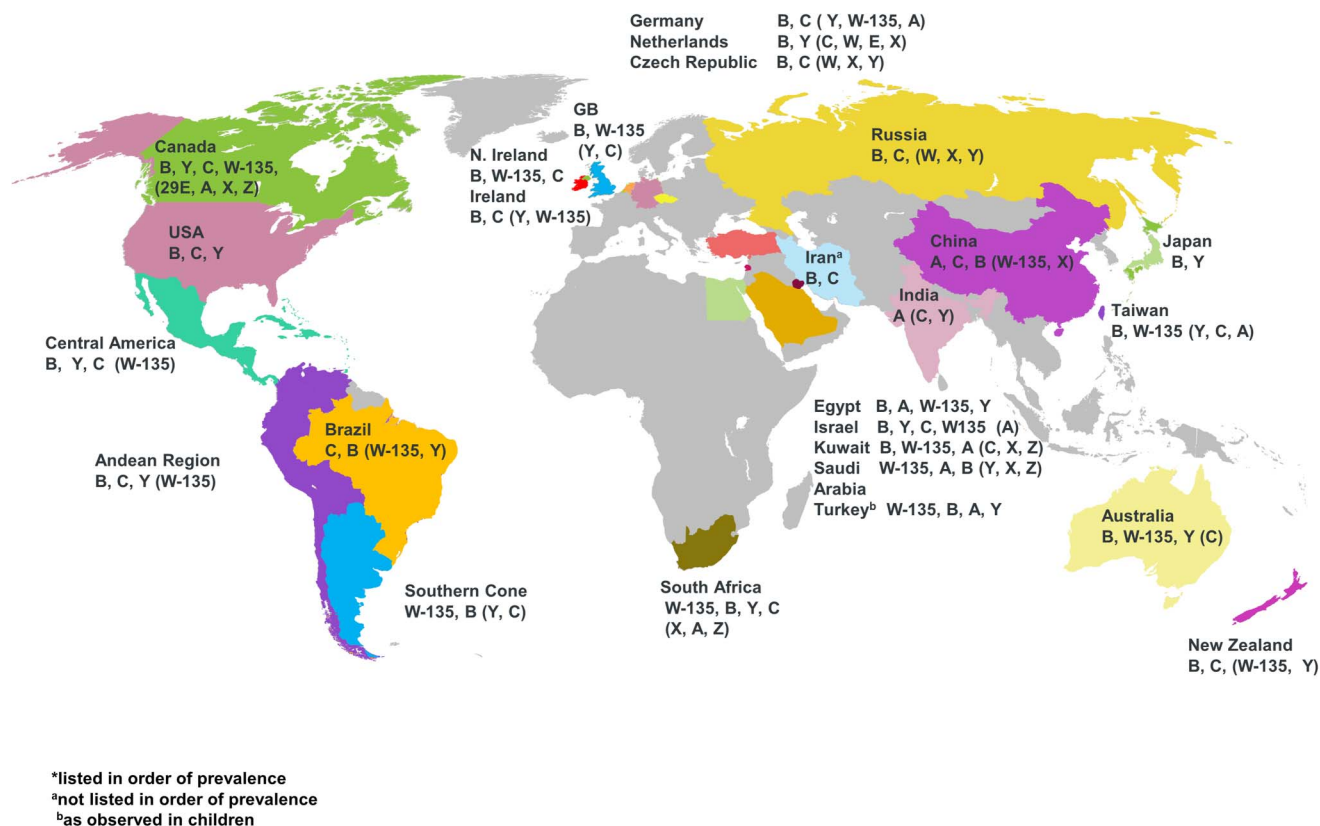 Germany B, C ( Y, W-135, A)
Netherlands B, Y (C, W, E, X)
Czech Republic B, C (W, X, Y)
GB
B, W-135
(Y, C)
N. Ireland
B, W-135, C
Ireland
B, C (Y, W-135)
Canada
B, Y, C, W-135,
(29E, A, X, Z)
USA
B, C, Y
Russia
B, C, (W, X, Y)
China
A, C, B (W-135, X)
Japan
B, Y
Iranᵃ
B, C
India
A (C, Y)
Taiwan
B, W-135 (Y, C, A)
Central America
B, Y, C (W-135)
Andean Region
B, C, Y (W-135)
Brazil
C, B (W-135, Y)
Southern Cone
W-135, B (Y, C)
Egypt B, A, W-135, Y
Israel B, Y, C, W135 (A)
Kuwait B, W-135, A (C, X, Z)
Saudi W-135, A, B (Y, X, Z)
Arabia
Turkeyᵇ W-135, B, A, Y
South Africa
W-135, B, Y, C
(X, A, Z)
Australia
B, W-135, Y (C)
New Zealand
B, C, (W-135, Y)
*listed in order of prevalence
ᵃnot listed in order of prevalence
ᵇas observed in children